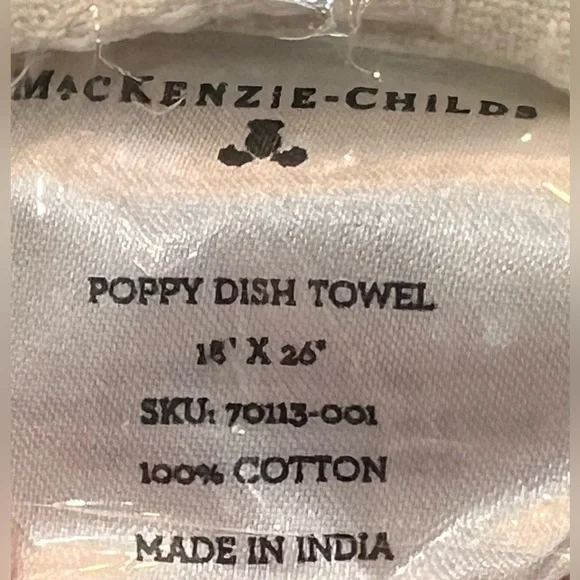 MACKENZIE-CHILDS
POPPY DISH TOWEL
18' X 26"
SKU: 70113-001
100% COTTON
MADE IN INDIA